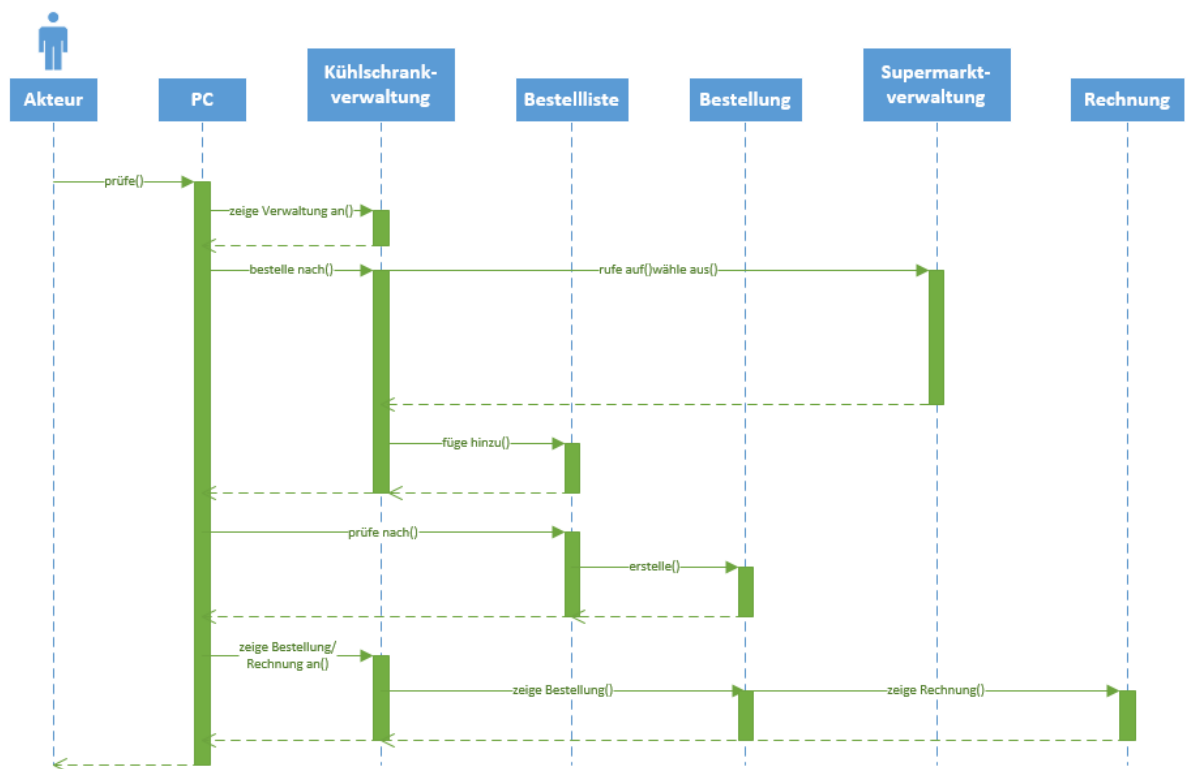 Akteur
PC
Kühlschrank-
verwaltung
Bestellliste
Bestellung
Supermarkt-
verwaltung
Rechnung
prüfe()
zeige Verwaltung an()
bestelle nach()
rufe auf()wähle aus()
füge hinzu()
prüfe nach()
erstelle()
zeige Bestellung/
Rechnung an()
zeige Bestellung()
zeige Rechnung()